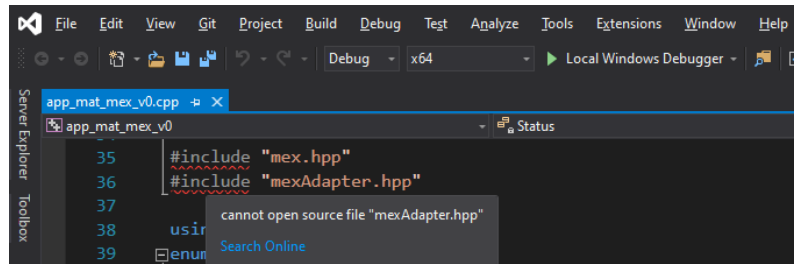 File Edit View Git Project Build Debug Test Analyze Tools Extensions Window Help
Debug x64 Local Windows Debugger
Server Explorer
Toolbox
app_mat_mex_v0.cpp
app_mat_mex_v0 Status
35 #include "mex.hpp"
36 #include "mexAdapter.hpp"
37
38 usin
39 enum
cannot open source file "mexAdapter.hpp"
Search Online